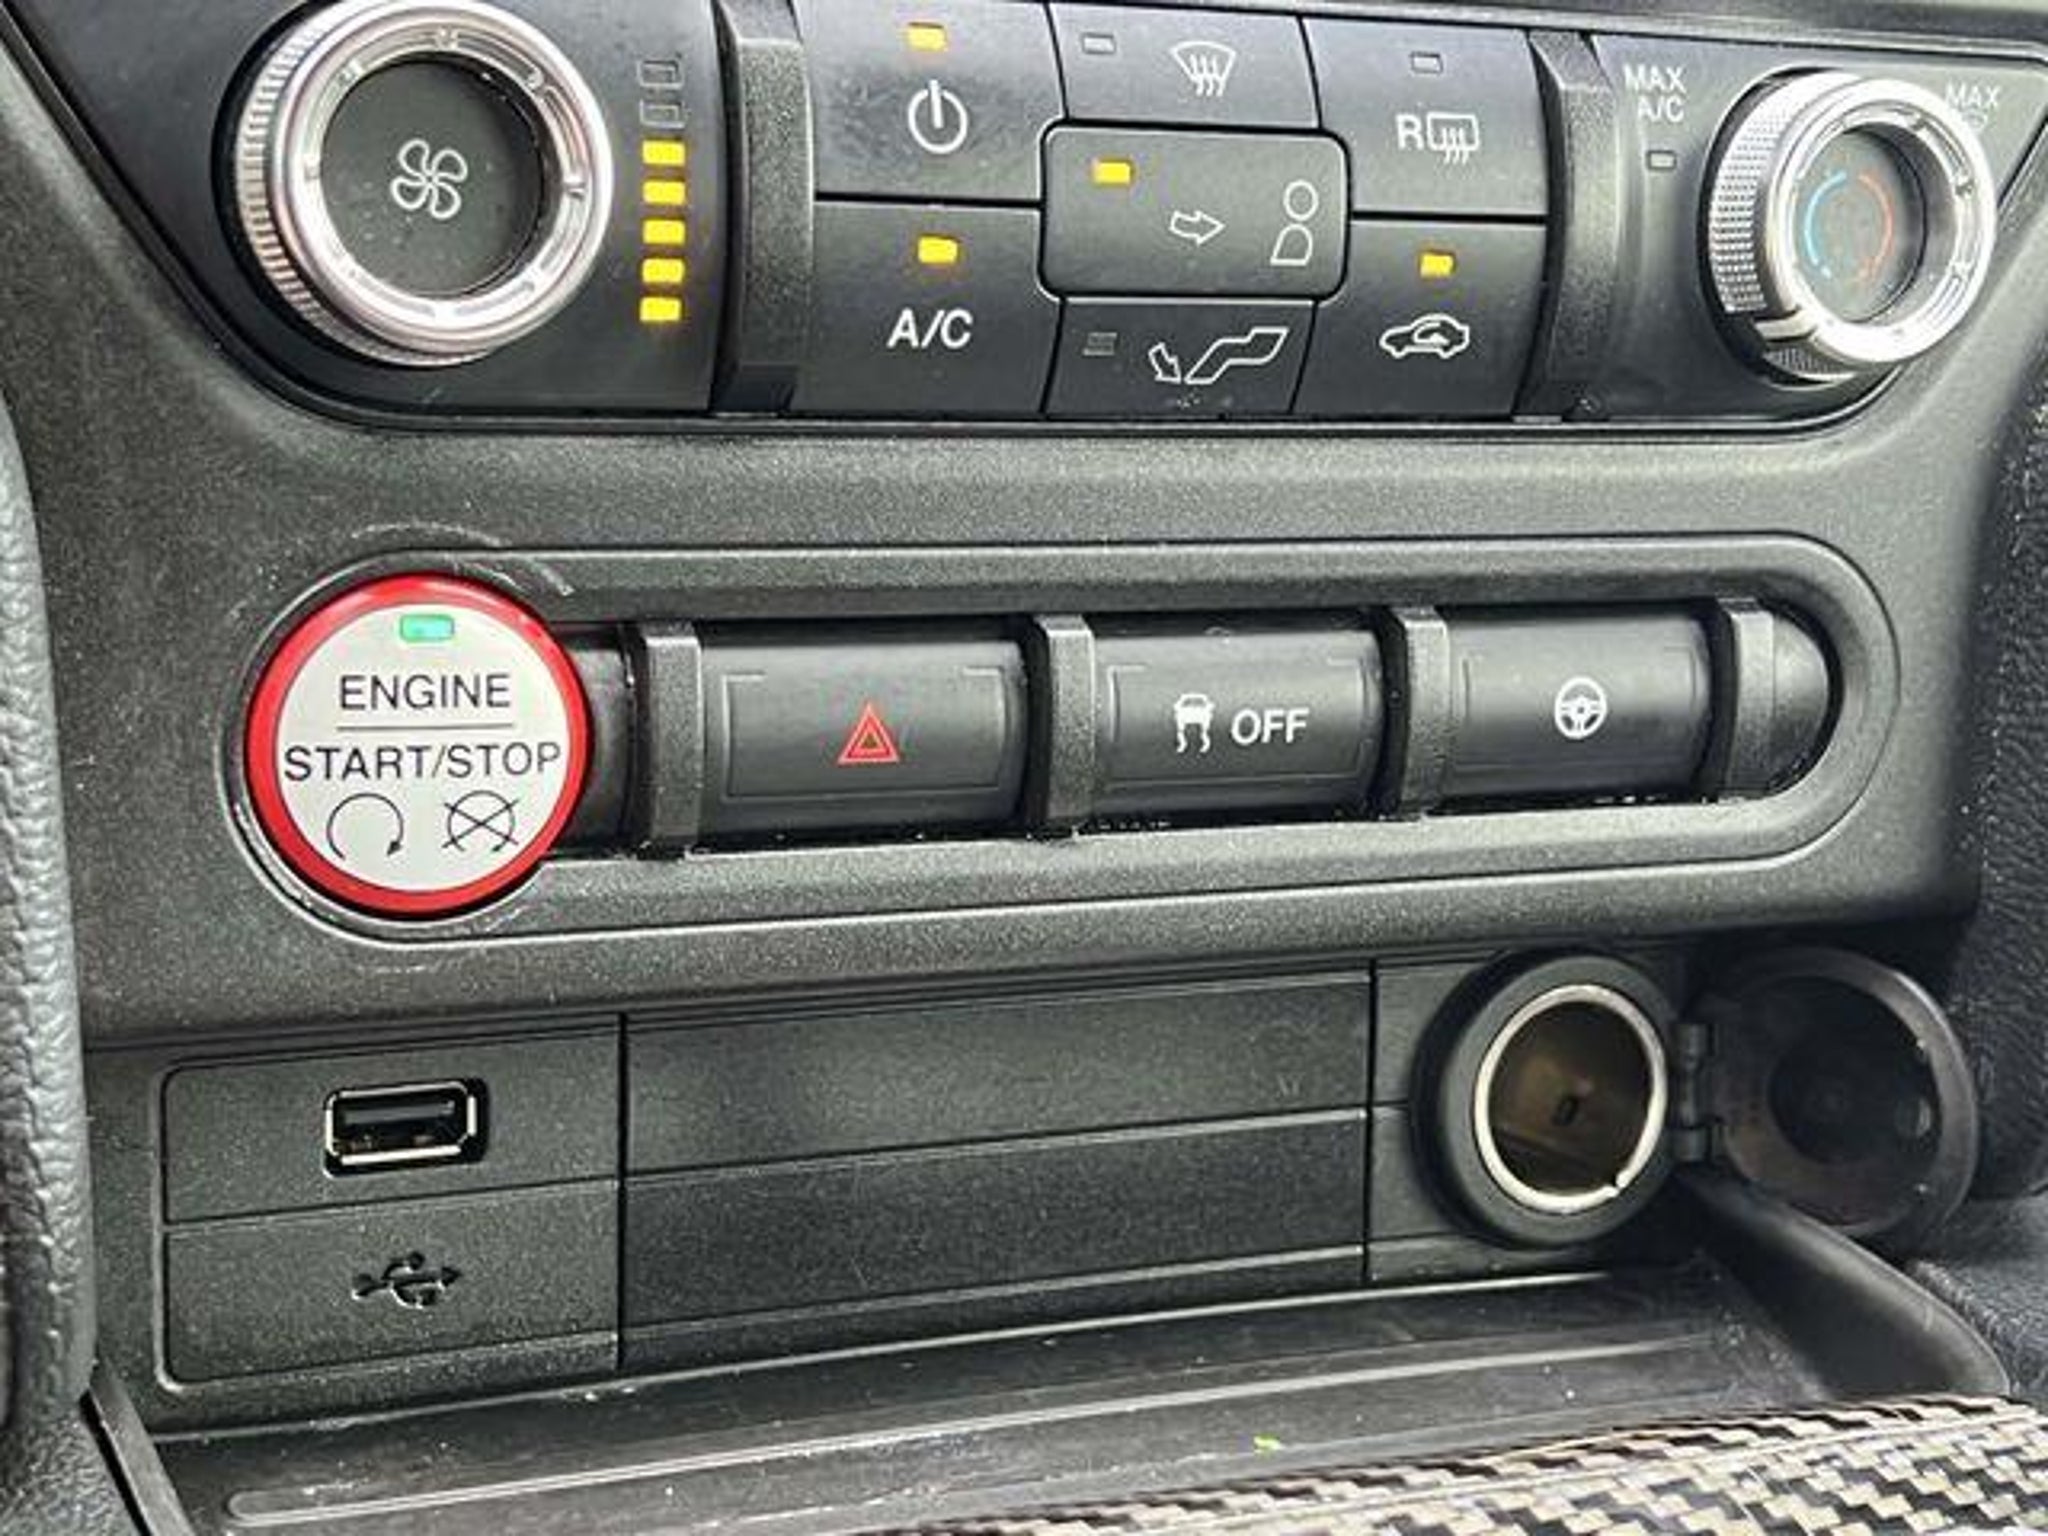 MAX
A/C
MAX
R
A/C
ENGINE
START/STOP
OFF